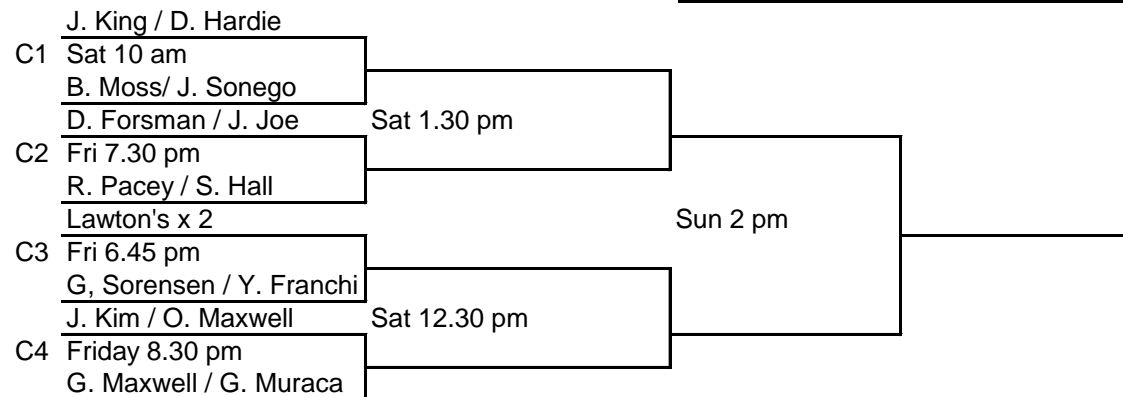 J. King / D. Hardie
C1 Sat 10 am
B. Moss/ J. Sonego
D. Forsman / J. Joe Sat 1.30 pm
C2 Fri 7.30 pm
R. Pacey / S. Hall
Lawton's x 2 Sun 2 pm
C3 Fri 6.45 pm
G, Sorensen / Y. Franchi
J. Kim / O. Maxwell Sat 12.30 pm
C4 Friday 8.30 pm
G. Maxwell / G. Muraca